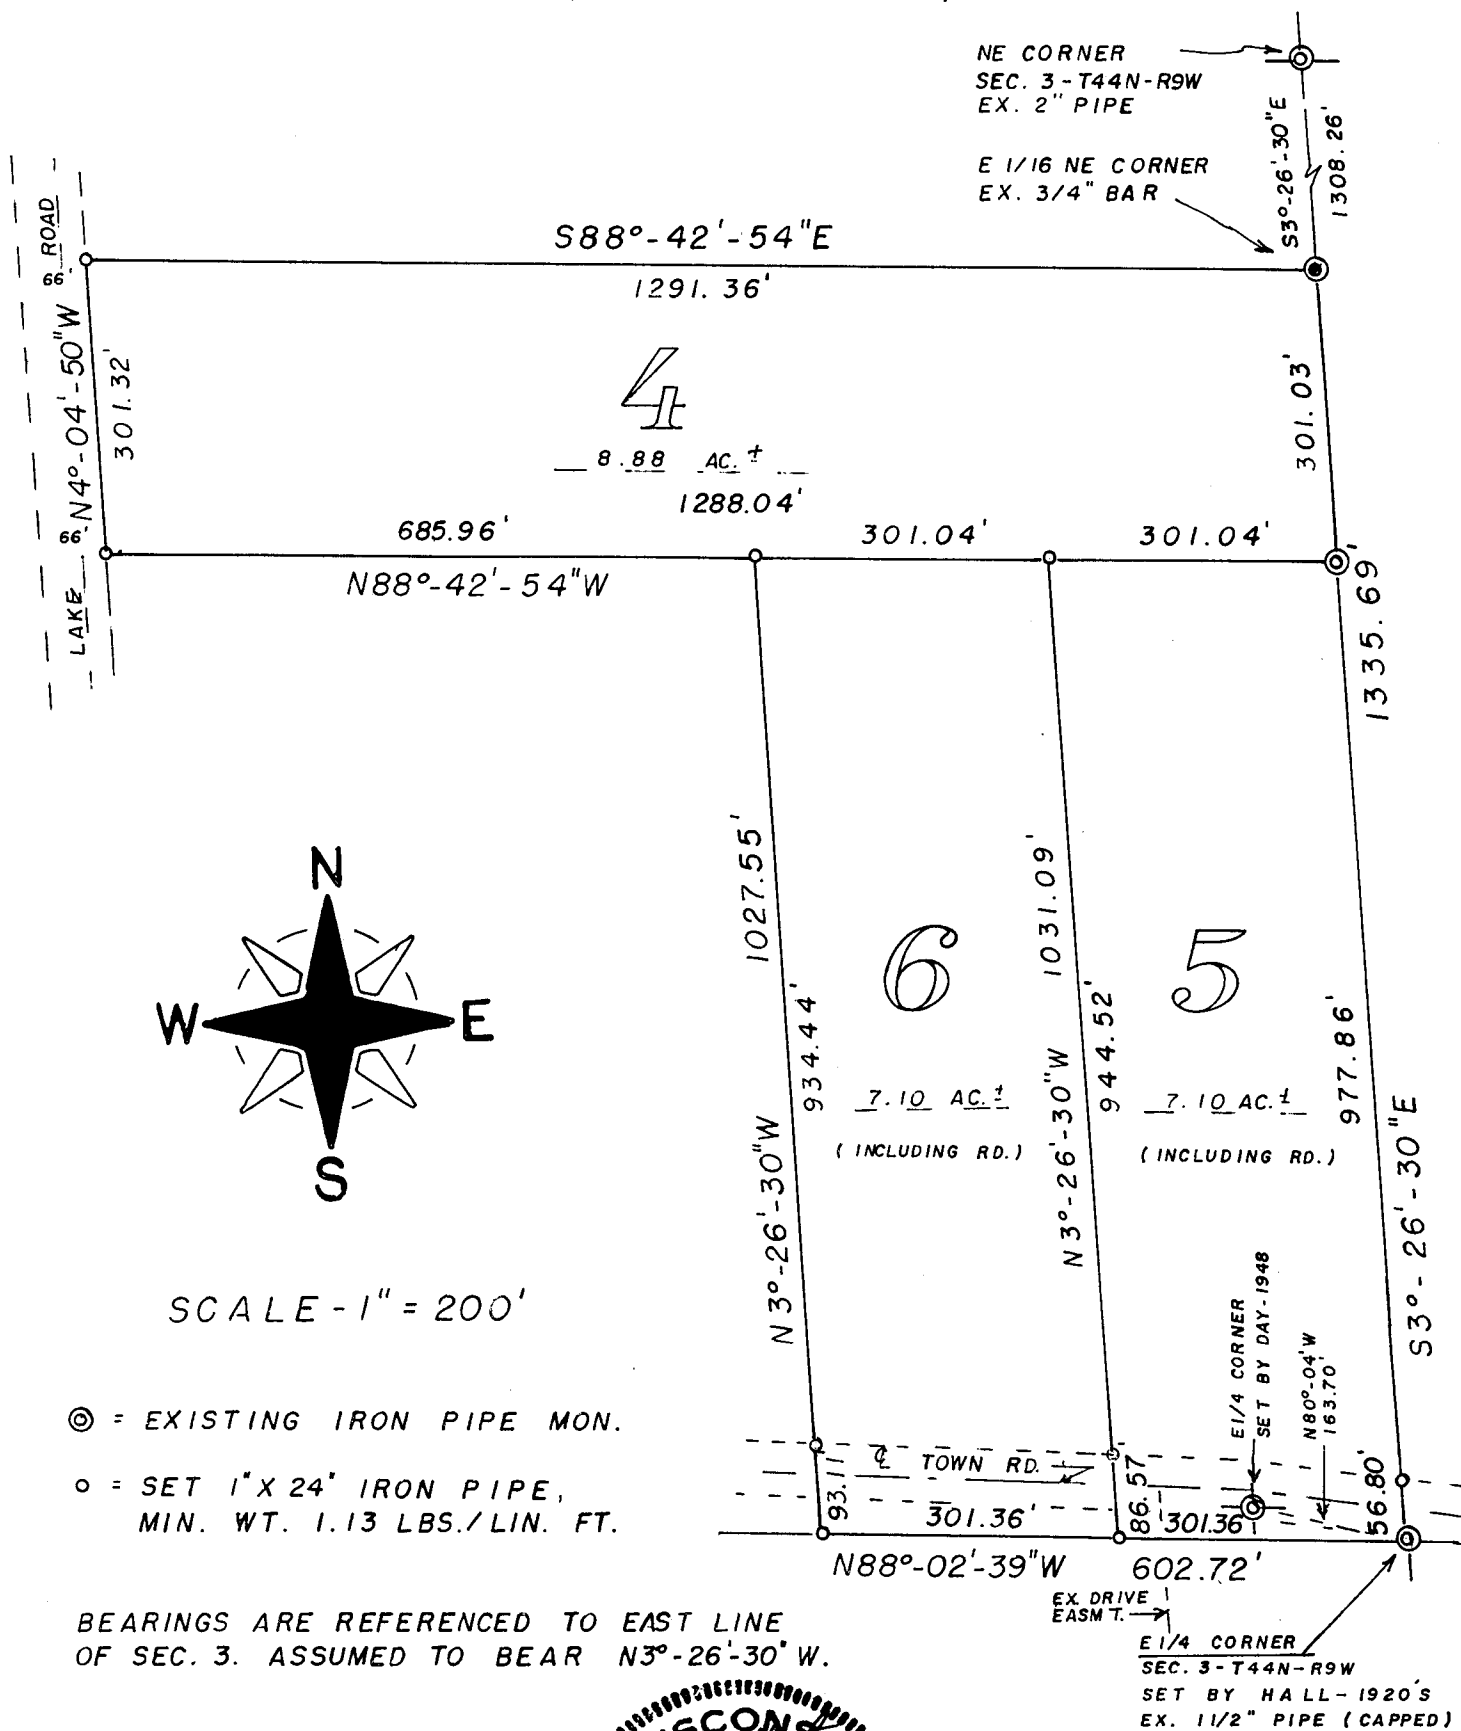 NE CORNER
SEC. 3-T44N-R9W
EX. 2" PIPE
S3°-26'-30"E
1308.26'
E 1/16 NE CORNER
EX. 3/4" BAR
ROAD
66'
S88°-42'-54"E
1291.36'
N4°-04'-50"W
301.32'
4
8.88 AC.±
301.03'
1288.04'
66'
685.96'
301.04'
301.04'
LAKE
N88°-42'-54"W
1335.69'
N
W E
S
1027.55'
934.44'
N3°-26'-30"W
6
7.10 AC.±
(INCLUDING RD.)
1031.09'
944.52'
N3°-26'-30"W
5
7.10 AC.±
(INCLUDING RD.)
977.86'
S3°-26'-30"E
SCALE-1"=200'
E1/4 CORNER
SET BY DAY-1948
N80°-04'W
163.70'
◎ = EXISTING IRON PIPE MON.
℄ TOWN RD.
○ = SET 1"X24" IRON PIPE,
MIN. WT. 1.13 LBS./LIN. FT.
93.11
301.36'
86.57
301.36
56.80'
N88°-02'-39"W
602.72'
EX. DRIVE
EASM'T.
BEARINGS ARE REFERENCED TO EAST LINE
OF SEC. 3. ASSUMED TO BEAR N3°-26'-30"W.
E1/4 CORNER
SEC. 3-T44N-R9W
SET BY HALL-1920'S
EX. 11/2" PIPE (CAPPED)
SCONS